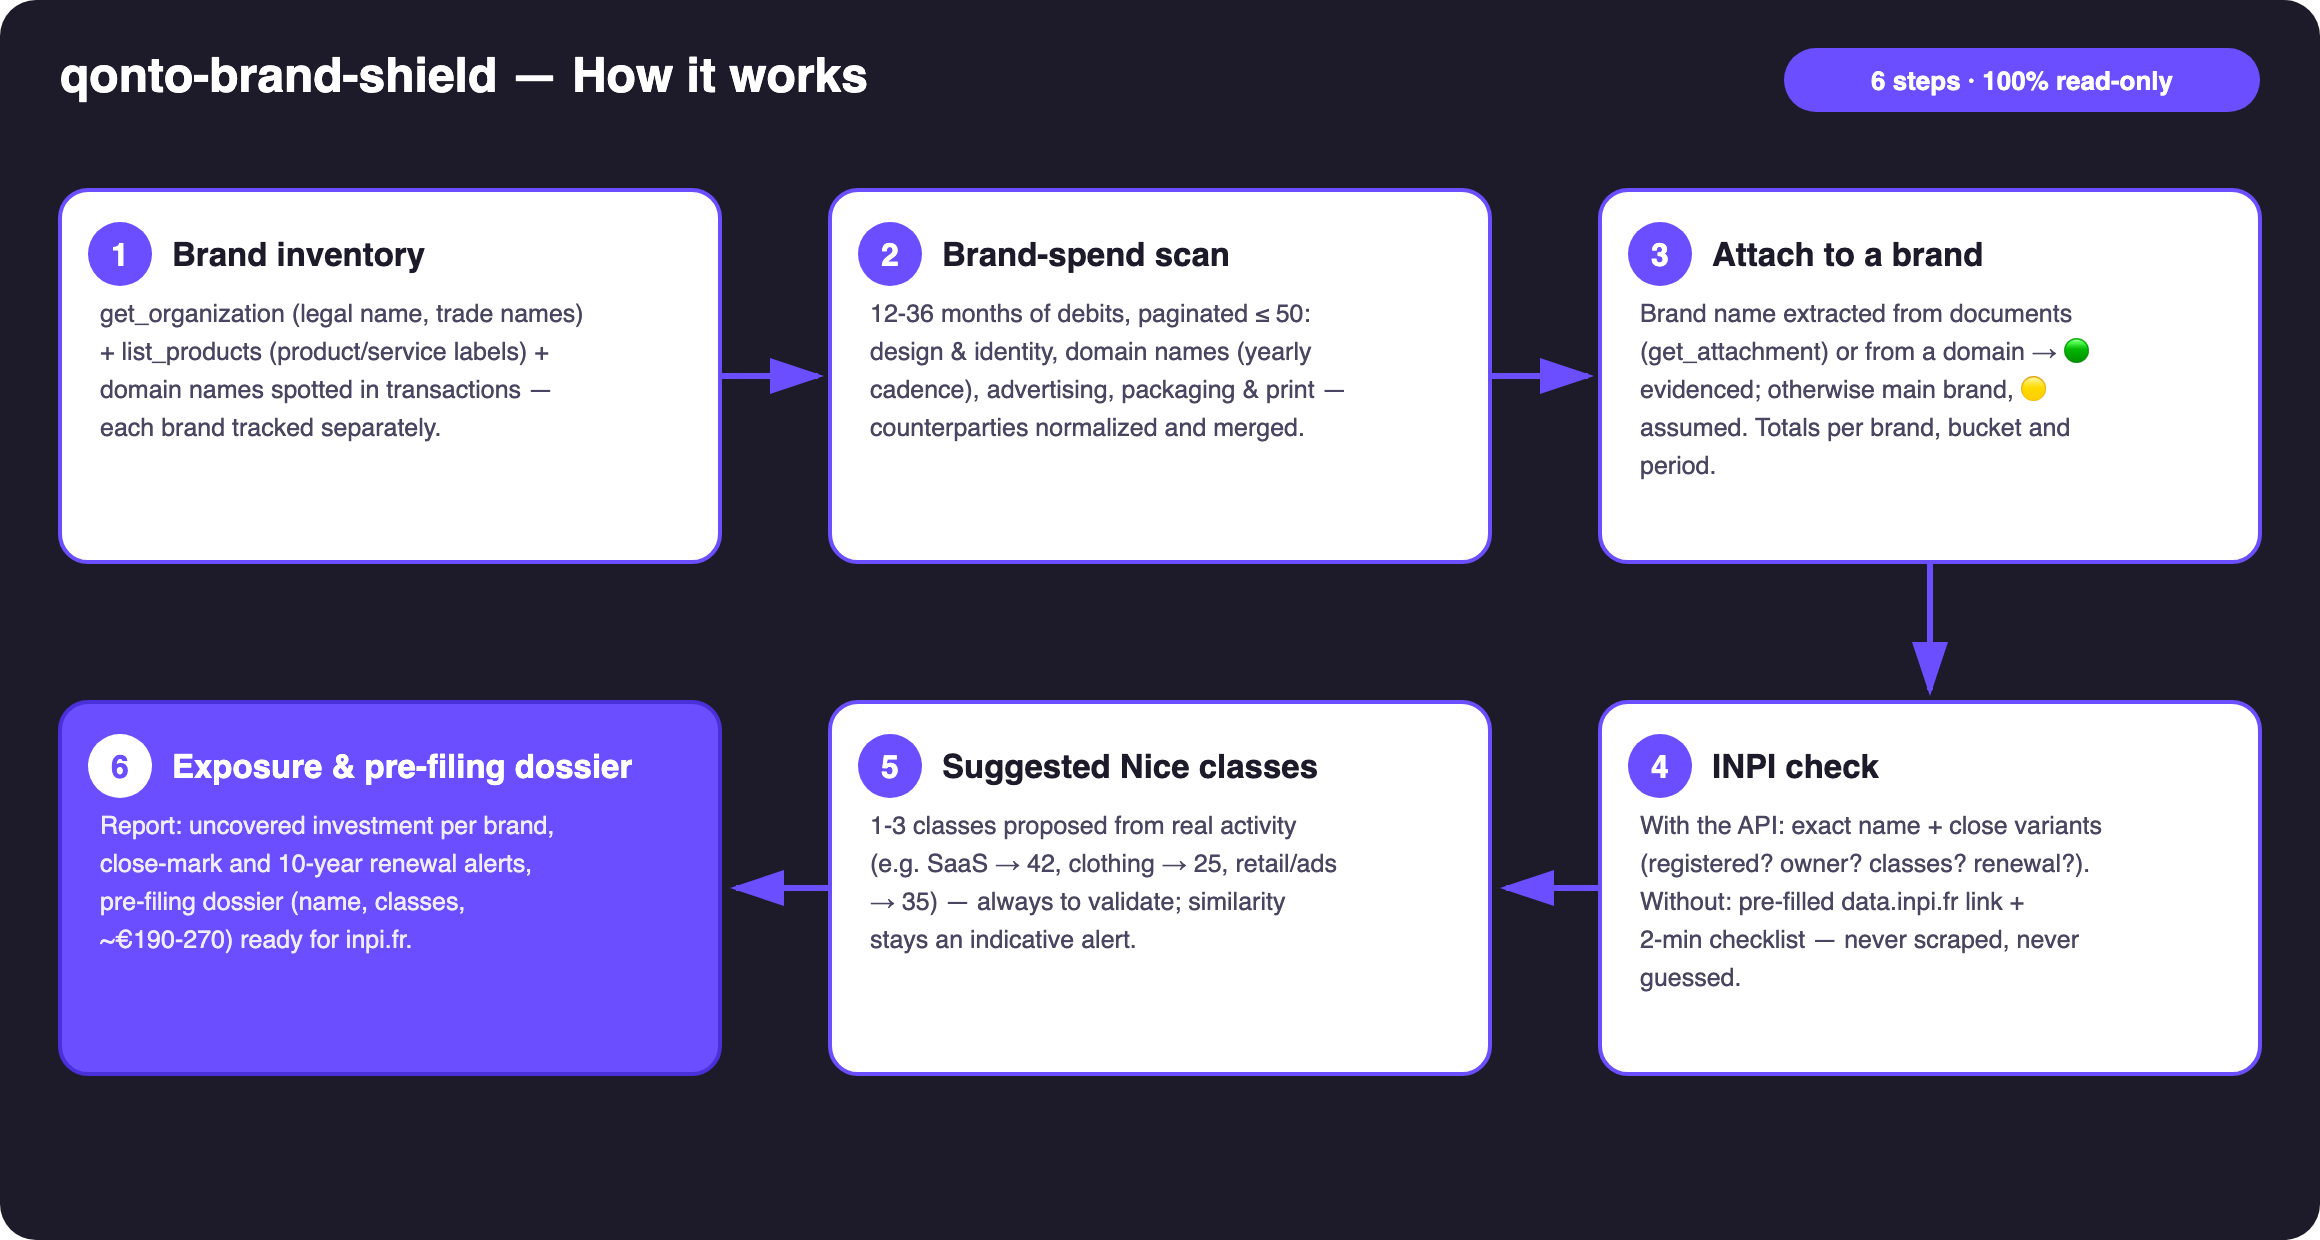 qonto-brand-shield — How it works
6 steps · 100% read-only
1 Brand inventory
get_organization (legal name, trade names)
+ list_products (product/service labels) +
domain names spotted in transactions —
each brand tracked separately.
2 Brand-spend scan
12-36 months of debits, paginated ≤ 50:
design & identity, domain names (yearly
cadence), advertising, packaging & print —
counterparties normalized and merged.
3 Attach to a brand
Brand name extracted from documents
(get_attachment) or from a domain → 🟢
evidenced; otherwise main brand, 🟡
assumed. Totals per brand, bucket and
period.
4 INPI check
With the API: exact name + close variants
(registered? owner? classes? renewal?).
Without: pre-filled data.inpi.fr link +
2-min checklist — never scraped, never
guessed.
5 Suggested Nice classes
1-3 classes proposed from real activity
(e.g. SaaS → 42, clothing → 25, retail/ads
→ 35) — always to validate; similarity
stays an indicative alert.
6 Exposure & pre-filing dossier
Report: uncovered investment per brand,
close-mark and 10-year renewal alerts,
pre-filing dossier (name, classes,
~€190-270) ready for inpi.fr.